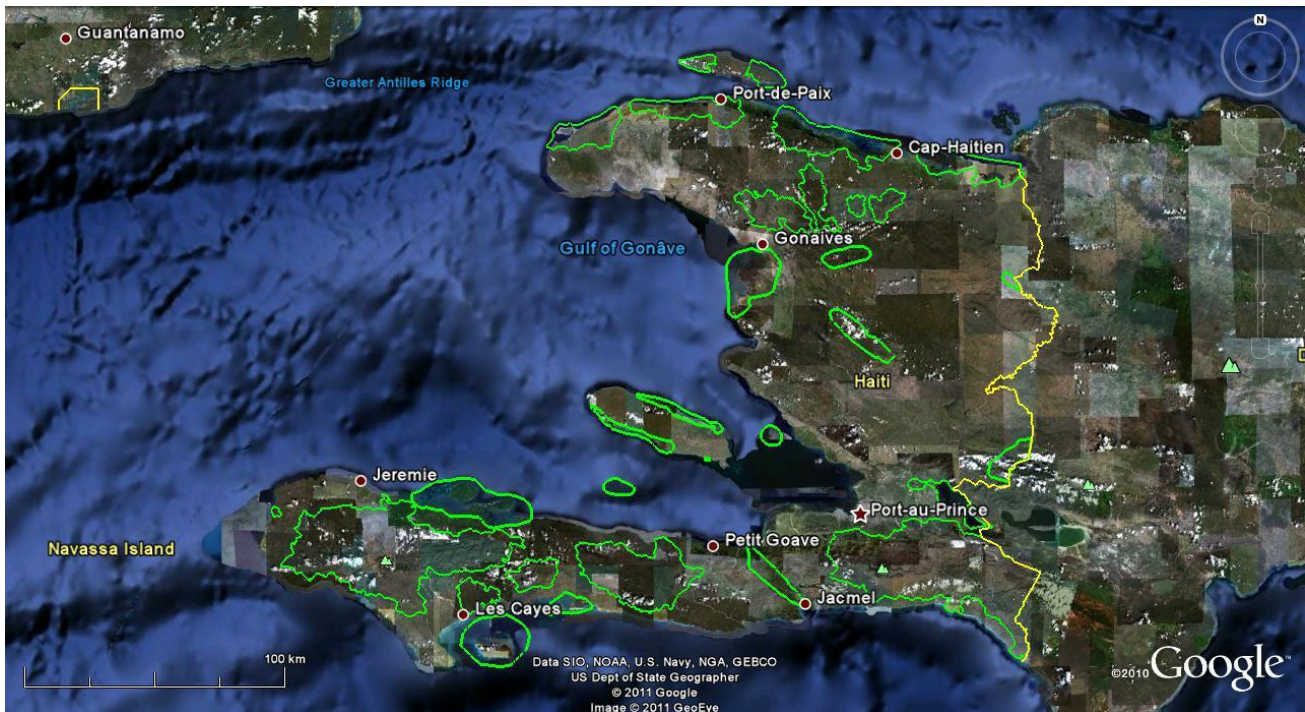 Guantanamo
N
Greater Antilles Ridge
Port-de-Paix
Cap-Haitien
Gulf of Gonâve
Gonaives
Haiti
Jeremie
Port-au-Prince
Navassa Island
Petit Goave
Jacmel
Les Cayes
100 km
Data SIO, NOAA, U.S. Navy, NGA, GEBCO
US Dept of State Geographer
© 2011 Google
Image © 2011 GeoEye
©2010 Google™